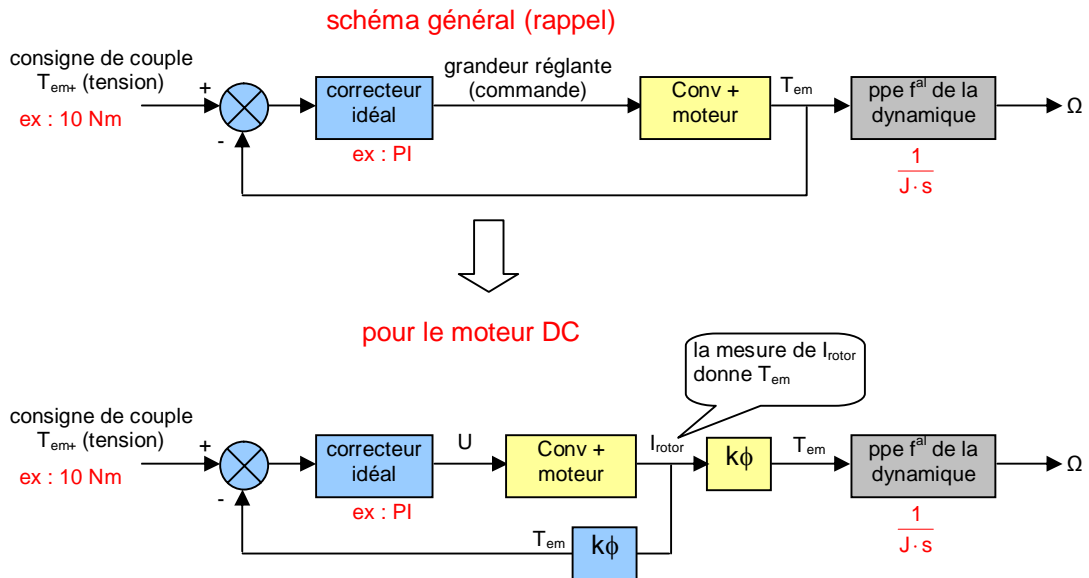 schéma général (rappel)
consigne de couple
Tem+ (tension)
ex : 10 Nm
+
-
correcteur
idéal
ex : PI
grandeur réglante
(commande)
Conv +
moteur
Tem
ppe fal de la
dynamique
1
J· s
Ω
pour le moteur DC
la mesure de Irotor
donne Tem
consigne de couple
Tem+ (tension)
ex : 10 Nm
+
-
correcteur
idéal
ex : PI
U
Conv +
moteur
Irotor
kϕ
Tem
ppe fal de la
dynamique
1
J· s
Ω
Tem
kϕ